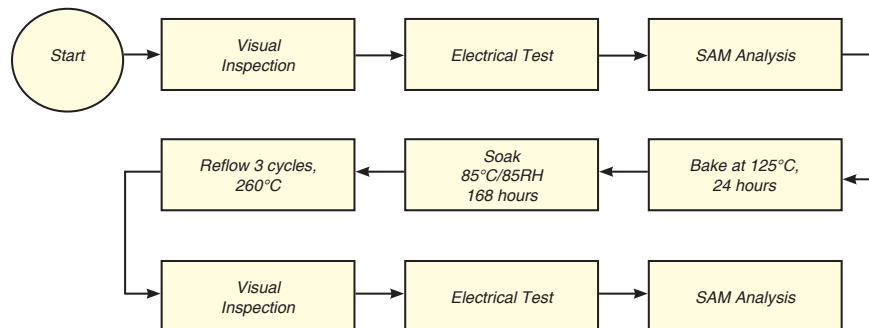 Start
Visual
Inspection
Electrical Test
SAM Analysis
Bake at 125°C,
24 hours
Soak
85°C/85RH
168 hours
Reflow 3 cycles,
260°C
Visual
Inspection
Electrical Test
SAM Analysis